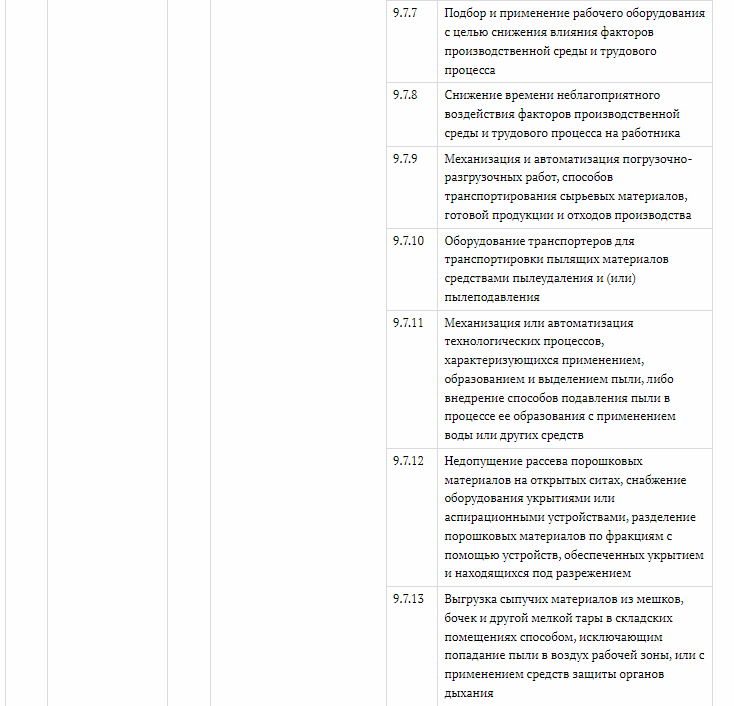 9.7.7 Подбор и применение рабочего оборудования
с целью снижения влияния факторов
производственной среды и трудового
процесса
9.7.8 Снижение времени неблагоприятного
воздействия факторов производственной
среды и трудового процесса на работника
9.7.9 Механизация и автоматизация погрузочно-
разгрузочных работ, способов
транспортирования сырьевых материалов,
готовой продукции и отходов производства
9.7.10 Оборудование транспортеров для
транспортировки пылящих материалов
средствами пылеудаления и (или)
пылеподавления
9.7.11 Механизация или автоматизация
технологических процессов,
характеризующихся применением,
образованием и выделением пыли, либо
внедрение способов подавления пыли в
процессе ее образования с применением
воды или других средств
9.7.12 Недопущение рассева порошковых
материалов на открытых ситах, снабжение
оборудования укрытиями или
аспирационными устройствами, разделение
порошковых материалов по фракциям с
помощью устройств, обеспеченных укрытием
и находящихся под разрежением
9.7.13 Выгрузка сыпучих материалов из мешков,
бочек и другой мелкой тары в складских
помещениях способом, исключающим
попадание пыли в воздух рабочей зоны, или с
применением средств защиты органов
дыхания